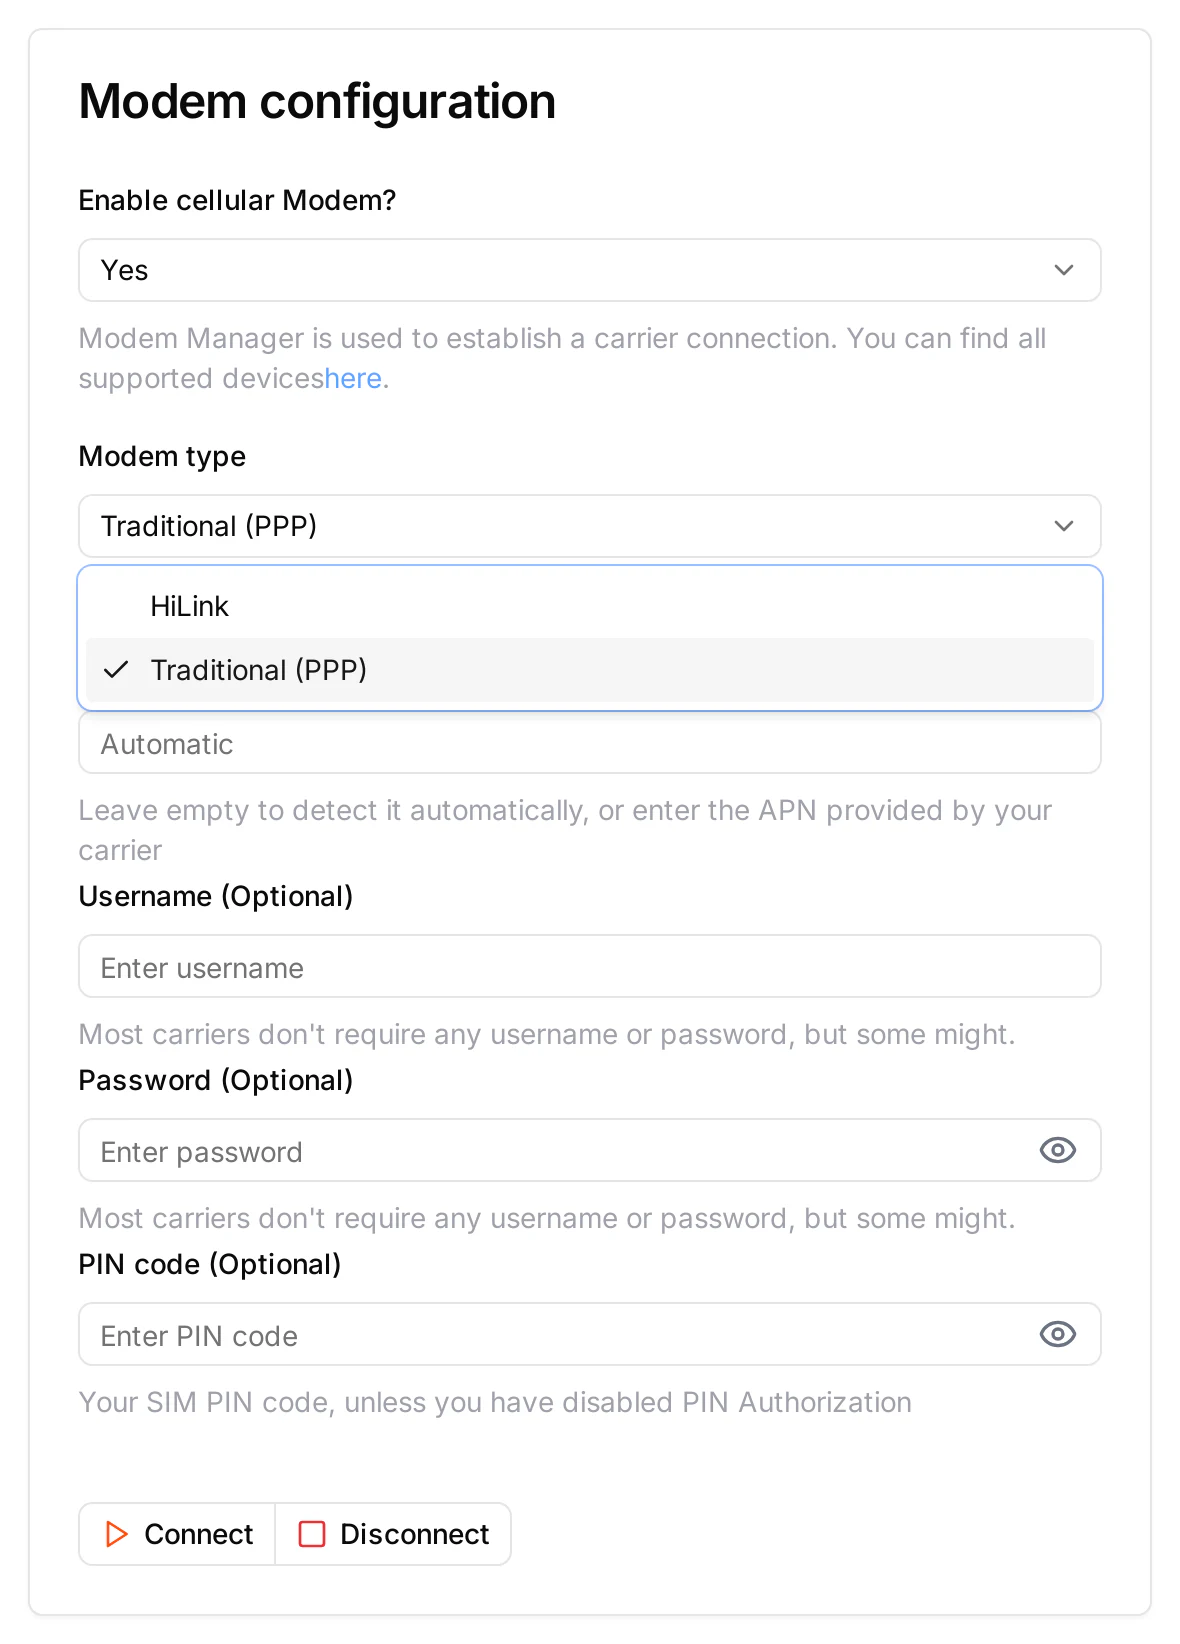 Modem configuration
Enable cellular Modem?
Yes
Modem Manager is used to establish a carrier connection. You can find all
supported deviceshere.
Modem type
Traditional (PPP)
HiLink
Traditional (PPP)
Automatic
Leave empty to detect it automatically, or enter the APN provided by your
carrier
Username (Optional)
Enter username
Most carriers don't require any username or password, but some might.
Password (Optional)
Enter password
Most carriers don't require any username or password, but some might.
PIN code (Optional)
Enter PIN code
Your SIM PIN code, unless you have disabled PIN Authorization
Connect
Disconnect